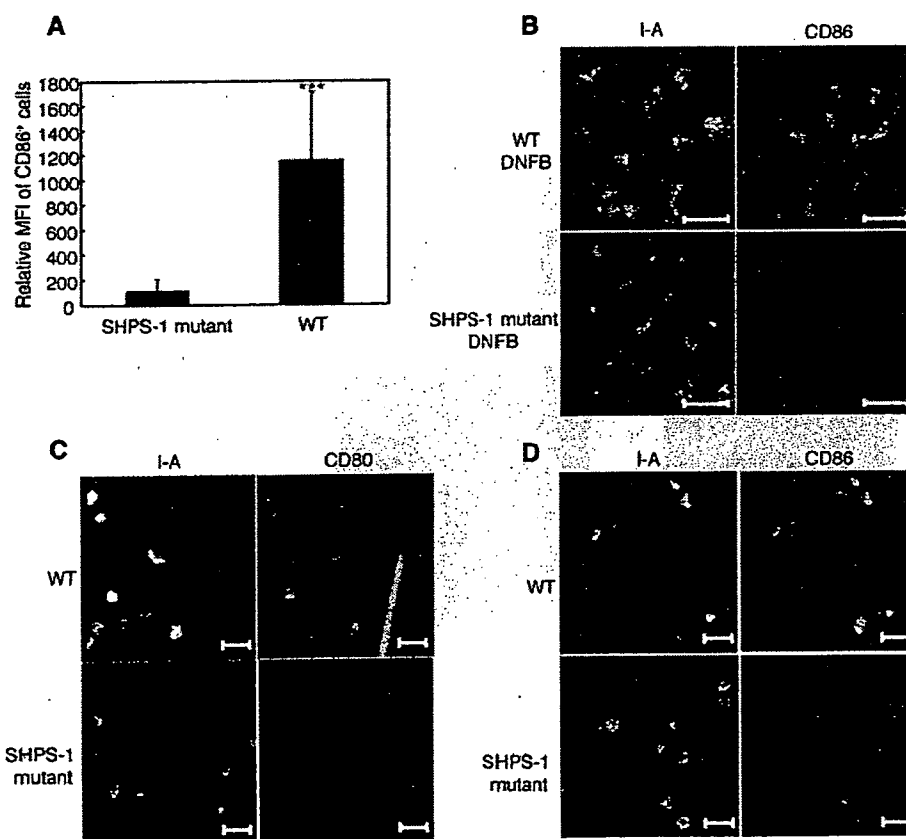 A
Relative MFI of CD86+ cells
1800
1600
1400
1200
1000
800
600
400
200
0
***
SHPS-1 mutant
WT
B
I-A
CD86
WT
DNFB
SHPS-1 mutant
DNFB
C
I-A
CD80
WT
SHPS-1
mutant
D
I-A
CD86
WT
SHPS-1
mutant